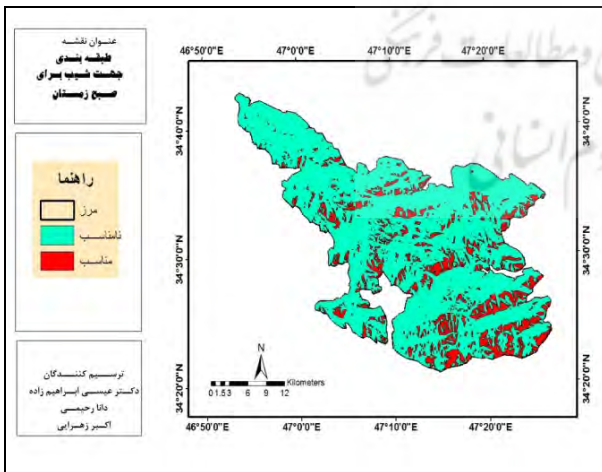 عنوان نقشه
طبقه بندی
جهت شیب برای
صبح زمستان
راهنما
مرز
نامناسب
مناسب
ترسیم کنندگان
دکتر عیسی ابراهیم زاده
دانا رحیمی
اکبر زهرایی
46°50'0"E 47°0'0"E 47°10'0"E 47°20'0"E
34°40'0"N 34°40'0"N
34°30'0"N 34°30'0"N
34°20'0"N 34°20'0"N
N
Kilometers
0 1.5 3 6 9 12
46°50'0"E 47°0'0"E 47°10'0"E 47°20'0"E
و مطالعات فرهنگی